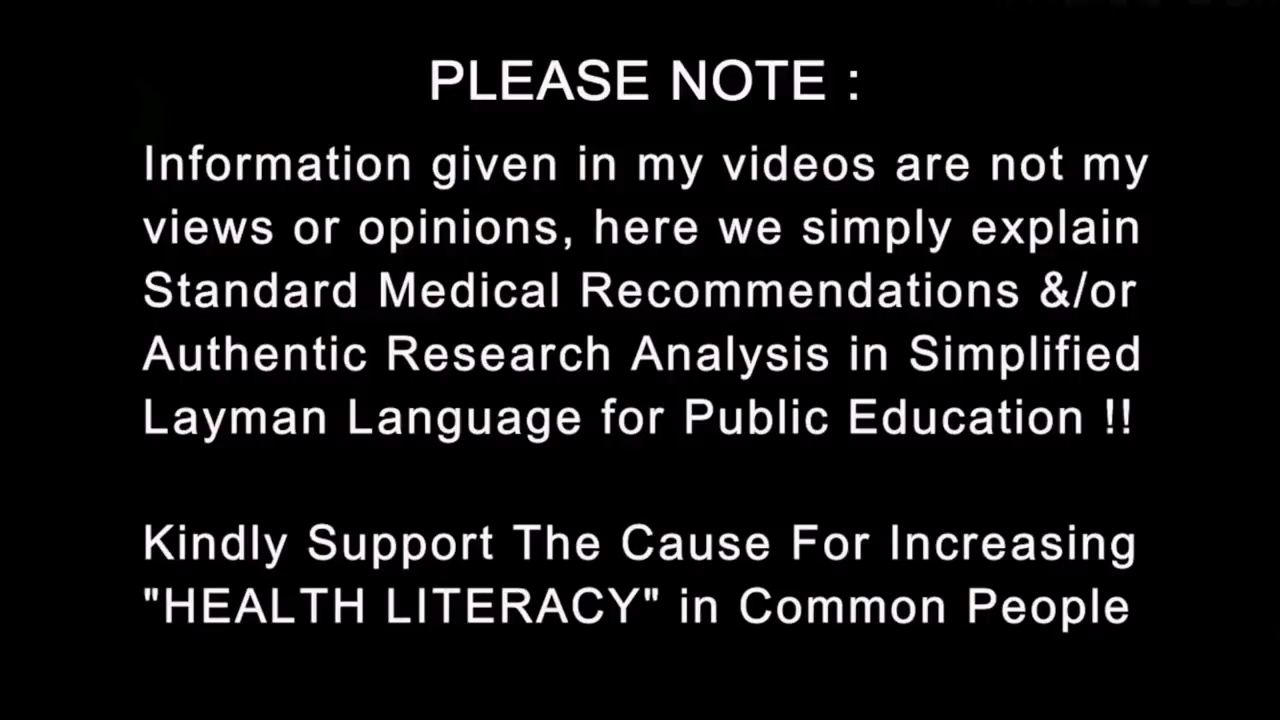 PLEASE NOTE :
Information given in my videos are not my
views or opinions, here we simply explain
Standard Medical Recommendations &/or
Authentic Research Analysis in Simplified
Layman Language for Public Education !!
Kindly Support The Cause For Increasing
"HEALTH LITERACY" in Common People